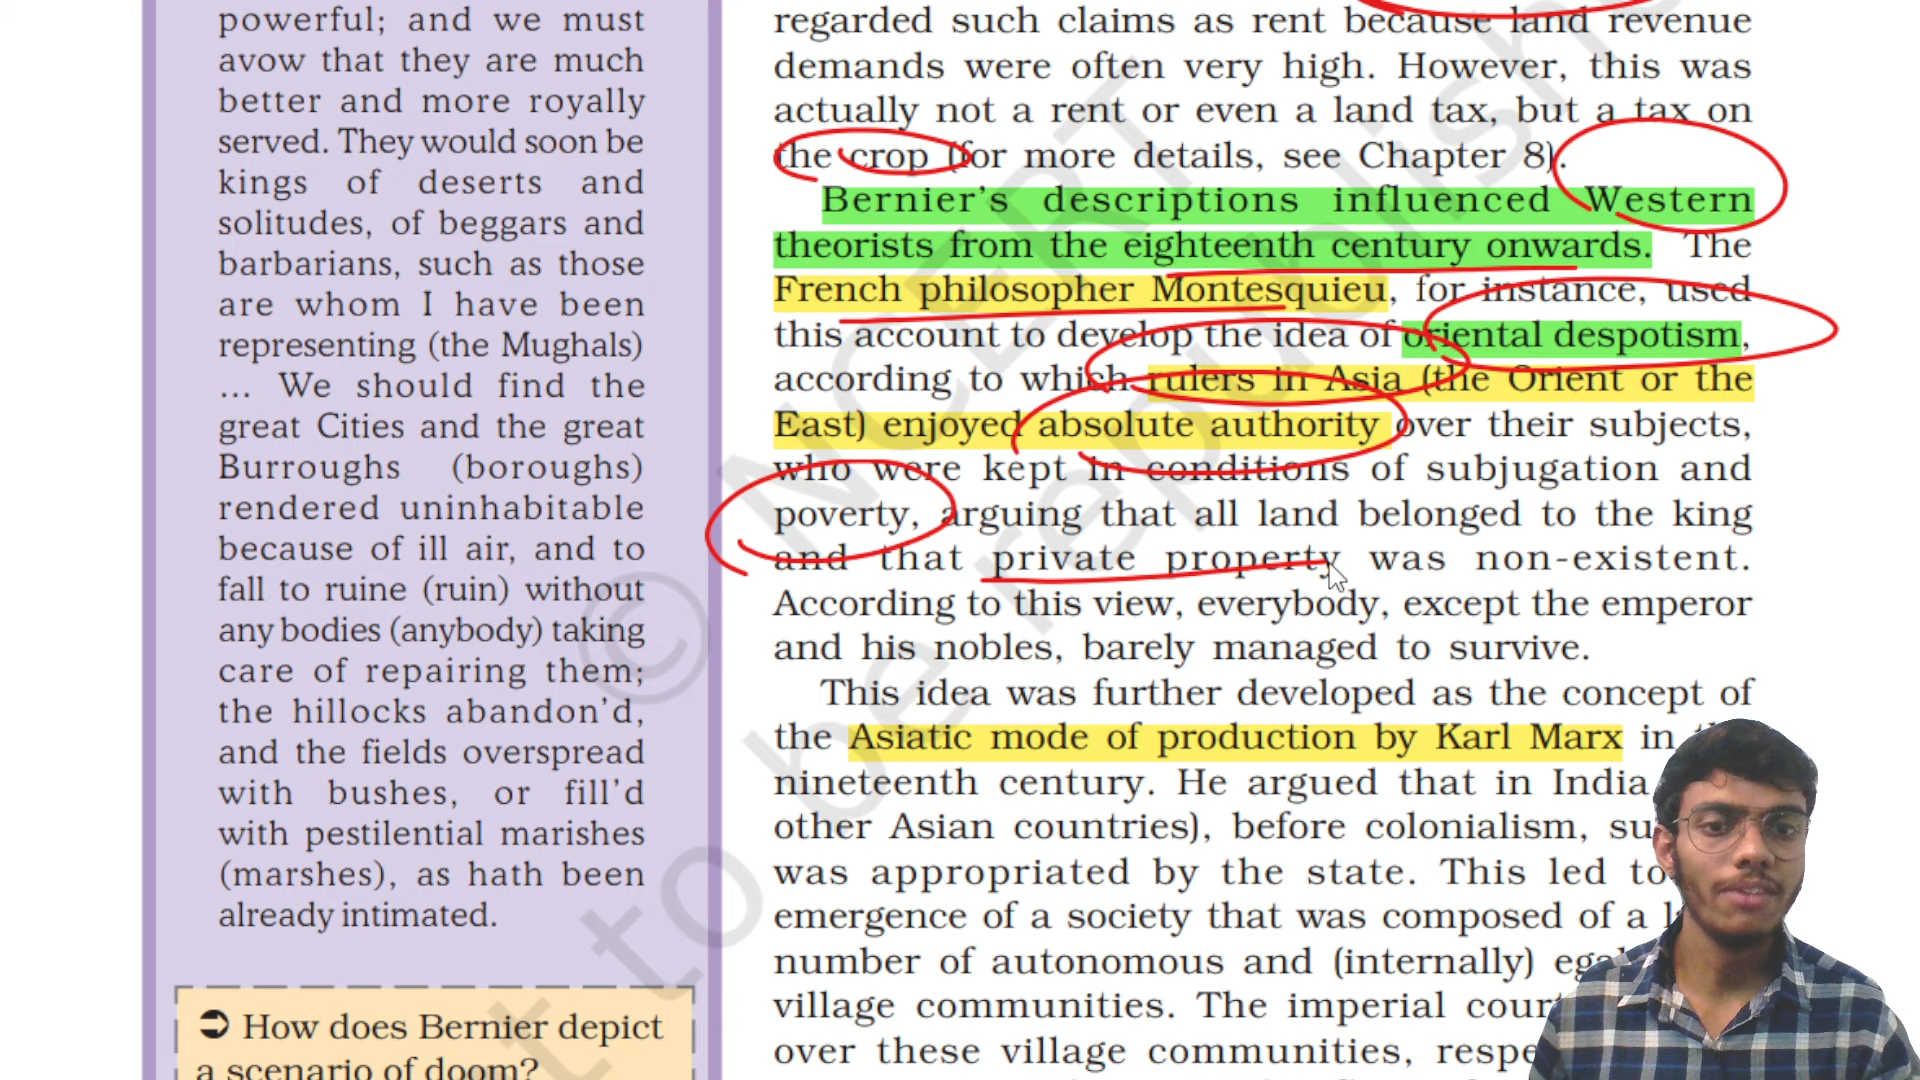 powerful; and we must
avow that they are much
better and more royally
served. They would soon be
kings of deserts and
solitudes, of beggars and
barbarians, such as those
are whom I have been
representing (the Mughals)
... We should find the
great Cities and the great
Burroughs (boroughs)
rendered uninhabitable
because of ill air, and to
fall to ruine (ruin) without
any bodies (anybody) taking
care of repairing them;
the hillocks abandon'd,
and the fields overspread
with bushes, or fill'd
with pestilential marishes
(marshes), as hath been
already intimated.
➲ How does Bernier depict
a scenario of doom?
regarded such claims as rent because land revenue
demands were often very high. However, this was
actually not a rent or even a land tax, but a tax on
the crop (for more details, see Chapter 8).
Bernier's descriptions influenced Western
theorists from the eighteenth century onwards. The
French philosopher Montesquieu, for instance, used
this account to develop the idea of oriental despotism,
according to which rulers in Asia (the Orient or the
East) enjoyed absolute authority over their subjects,
who were kept in conditions of subjugation and
poverty, arguing that all land belonged to the king
and that private property was non-existent.
According to this view, everybody, except the emperor
and his nobles, barely managed to survive.
This idea was further developed as the concept of
the Asiatic mode of production by Karl Marx in
nineteenth century. He argued that in India
other Asian countries), before colonialism,
was appropriated by the state. This led to
emergence of a society that was composed of a
number of autonomous and (internally)
village communities. The imperial
over these village communities,
© NCERT
to be republished